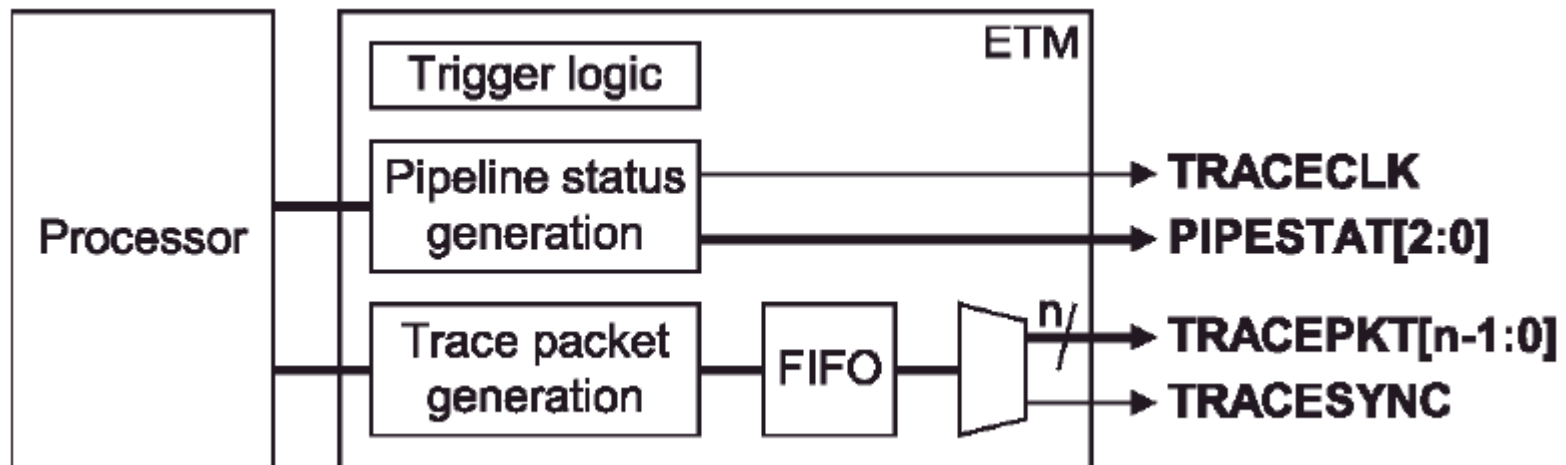 ETM
Trigger logic
Processor
Pipeline status
generation
TRACECLK
PIPESTAT[2:0]
Trace packet
generation
FIFO
n
TRACEPKT[n-1:0]
TRACESYNC